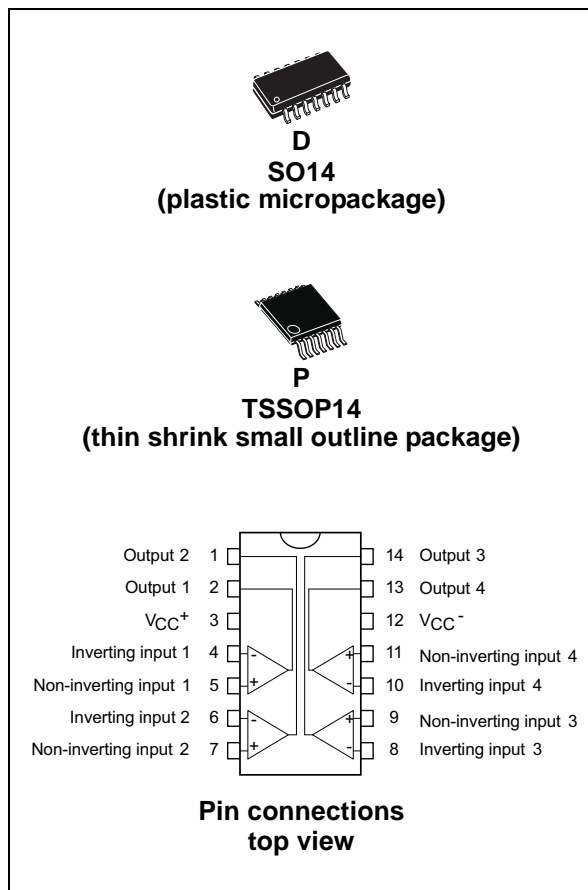 D
SO14
(plastic micropackage)
P
TSSOP14
(thin shrink small outline package)
Output 2 1 14 Output 3
Output 1 2 13 Output 4
VCC+ 3 12 VCC-
Inverting input 1 4 - + 11 Non-inverting input 4
Non-inverting input 1 5 + - 10 Inverting input 4
Inverting input 2 6 - + 9 Non-inverting input 3
Non-inverting input 2 7 + - 8 Inverting input 3
Pin connections
top view